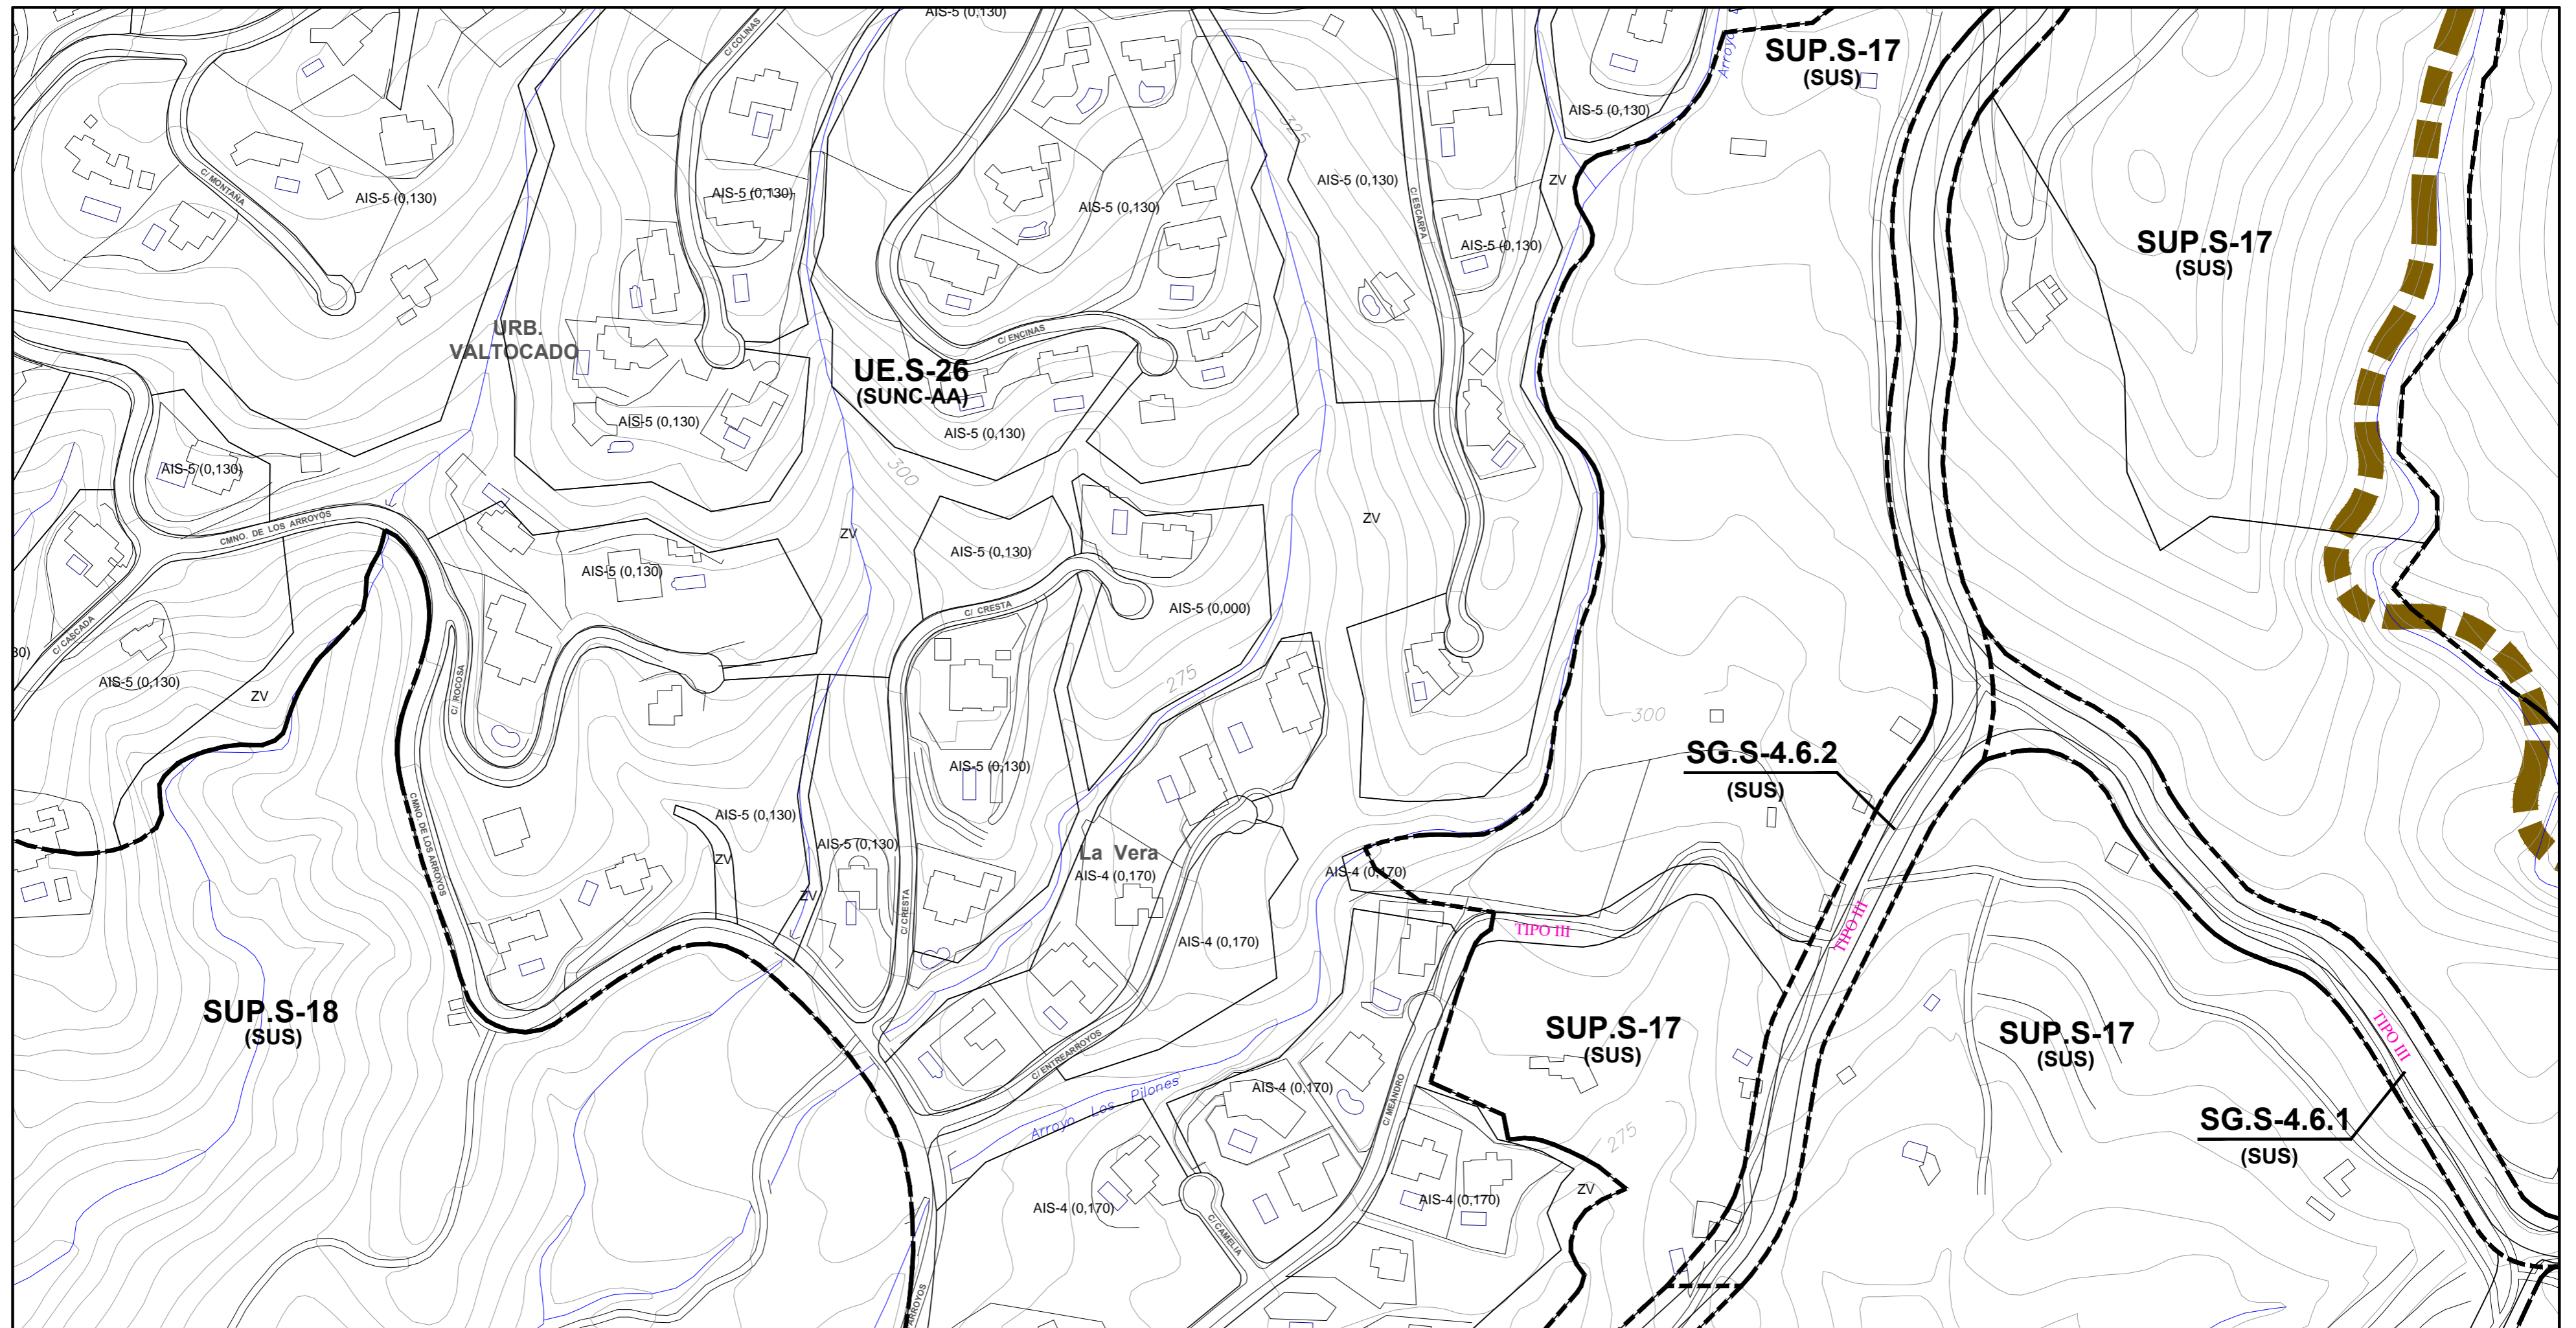 AIS-5 (0,130)
C/ COLINAS
SUP.S-17
(SUS)
Arroyo
AIS-5 (0,130)
325
C/ MONTAÑA
AIS-5 (0,130)
AIS-5 (0,130)
AIS-5 (0,130)
AIS-5 (0,130)
ZV
C/ ESCARPA
AIS-5 (0,130)
SUP.S-17
(SUS)
URB.
VALTOCADO
C/ ENCINAS
UE.S-26
(SUNC-AA)
AIS-5 (0,130)
AIS-5 (0,130)
AIS-5 (0,130)
300
CMNO. DE LOS ARROYOS
ZV
ZV
AIS-5 (0,130)
AIS-5 (0,130)
C/ CRESTA
AIS-5 (0,000)
C/ CASCADA
30)
AIS-5 (0,130)
ZV
C/ ROCOSA
275
300
SG.S-4.6.2
(SUS)
AIS-5 (0,130)
CMNO. DE LOS ARROYOS
AIS-5 (0,130)
AIS-5 (0,130)
ZV
ZV
La Vera
AIS-4 (0,170)
AIS-4 (0,170)
C/ CRESTA
AIS-4 (0,170)
TIPO III
TIPO III
SUP.S-18
(SUS)
SUP.S-17
(SUS)
SUP.S-17
(SUS)
TIPO III
C/ ENTREARROYOS
Arroyo Los Pilones
AIS-4 (0,170)
C/ MEANDRO
SG.S-4.6.1
(SUS)
275
AIS-4 (0,170)
AIS-4 (0,170)
ZV
C/ CAMELIA
ARROYOS